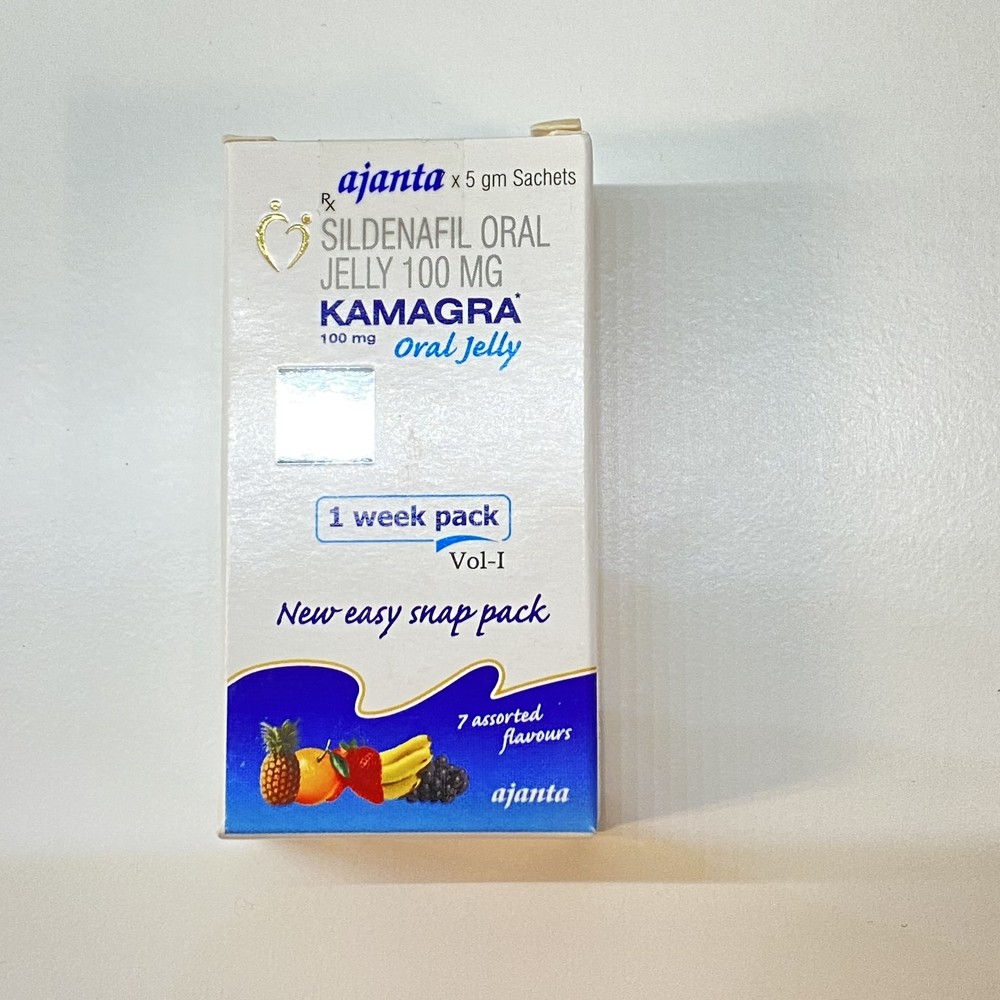 ajanta x 5 gm Sachets
Rx
SILDENAFIL ORAL
JELLY 100 MG
KAMAGRA*
100 mg Oral Jelly
1 week pack
Vol-I
New easy snap pack
7 assorted
flavours
ajanta